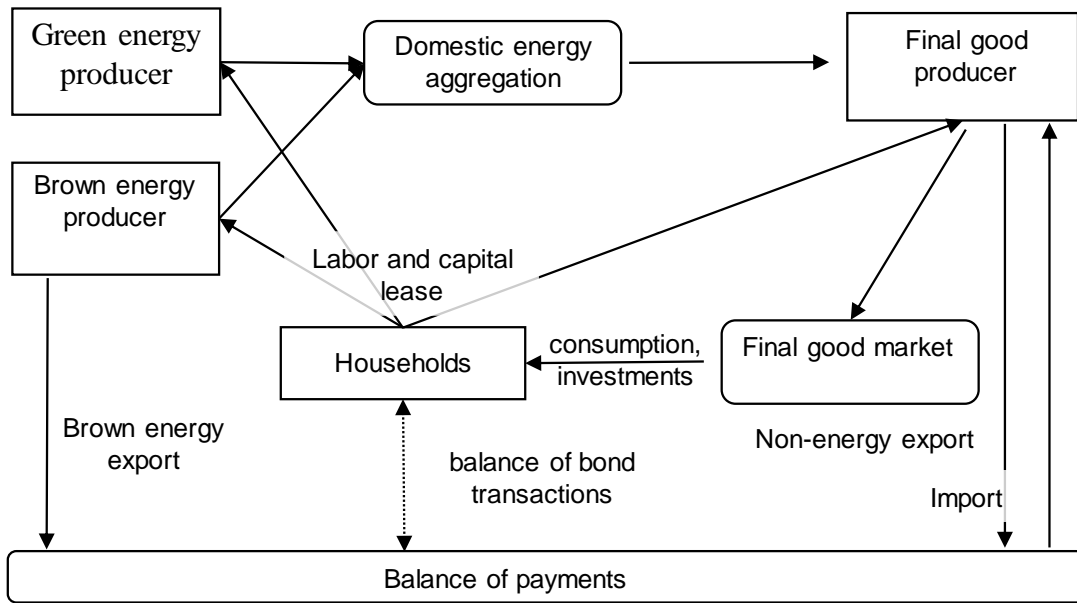 Green energy
producer
Domestic energy
aggregation
Final good
producer
Brown energy
producer
Labor and capital
lease
Households
consumption,
investments
Final good market
Brown energy
export
balance of bond
transactions
Non-energy export
Import
Balance of payments